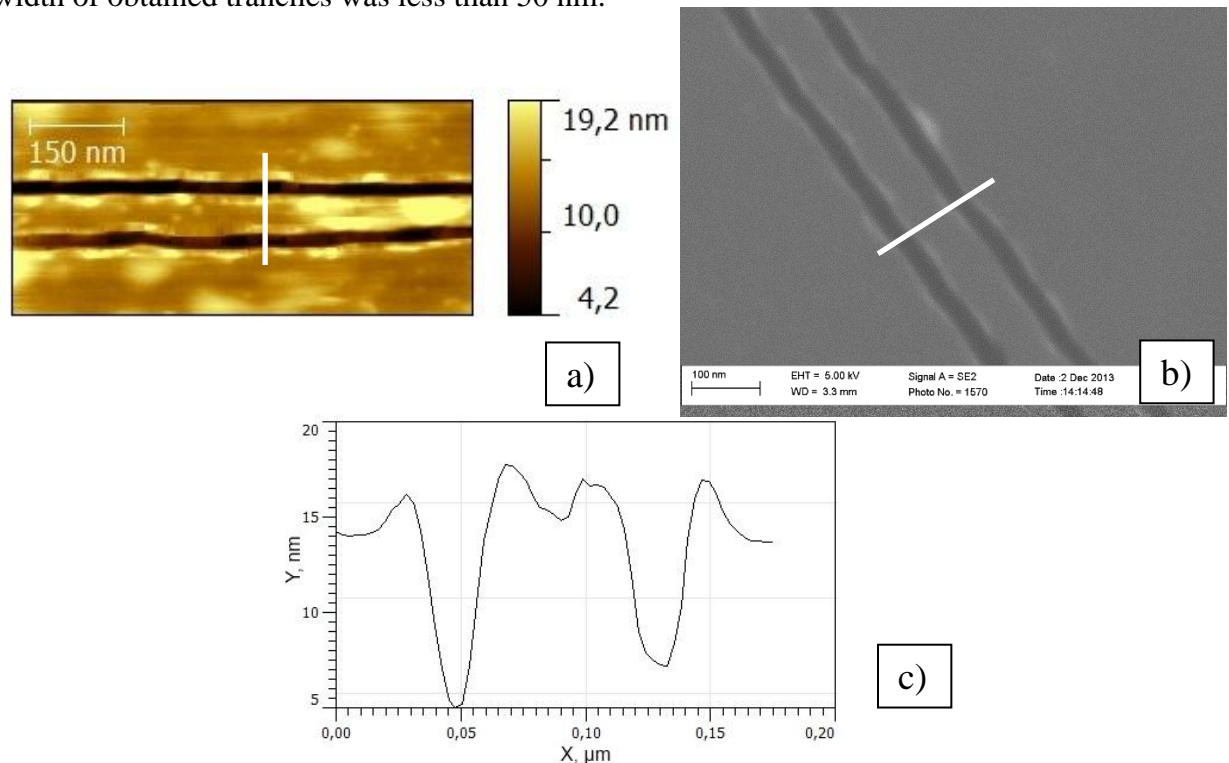 width of obtained tranches was less than nm.
150 nm
19,2 nm
10,0
4,2
a)
100 nm
EHT = 5.00 kV
Signal A = SE2
Date :2 Dec 2013
WD = 3.3 mm
Photo No. = 1570
Time :14:14:48
b)
20
15
10
5
Y, nm
0,00
0,05
0,10
0,15
0,20
X, µm
c)